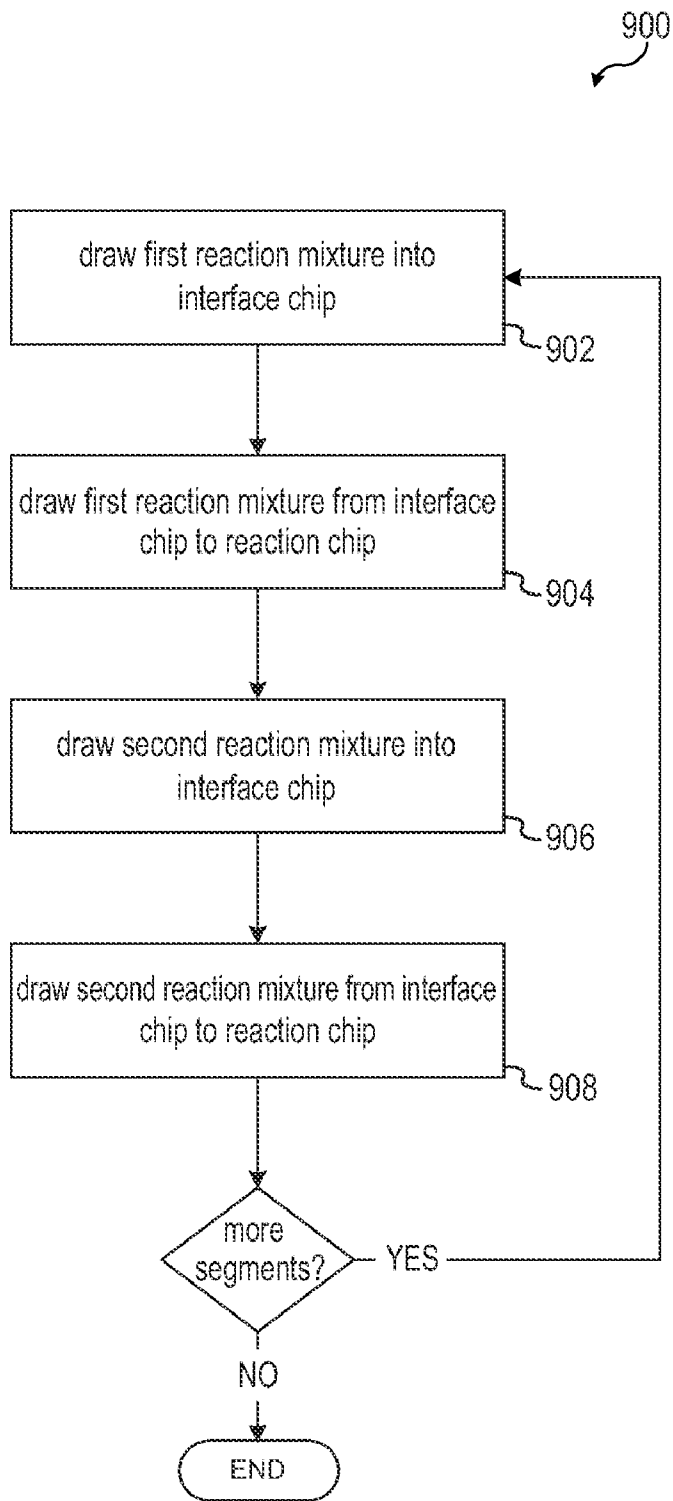 900
draw first reaction mixture into
interface chip
902
draw first reaction mixture from interface
chip to reaction chip
904
draw second reaction mixture into
interface chip
906
draw second reaction mixture from interface
chip to reaction chip
908
more
segments?
YES
NO
END